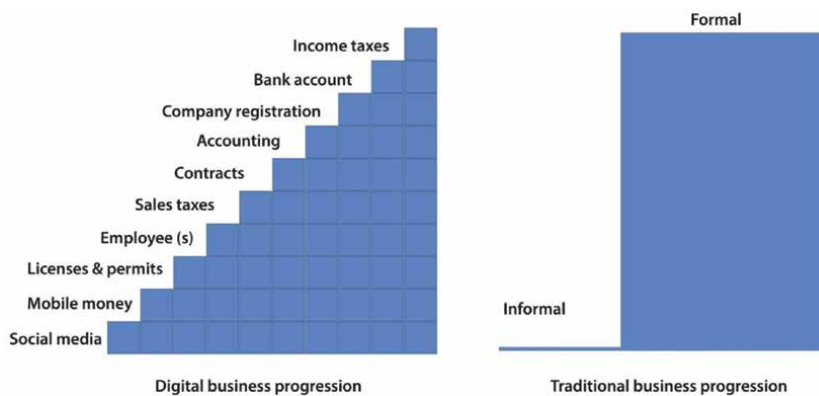 Income taxes
Bank account
Company registration
Accounting
Contracts
Sales taxes
Employee (s)
Licenses & permits
Mobile money
Social media
Digital business progression
Formal
Informal
Traditional business progression